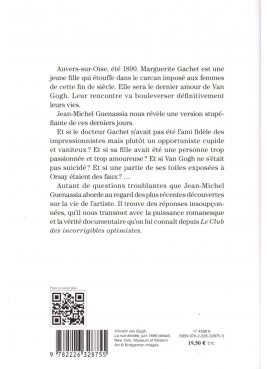 Auvers-sur-Oise, été 1890. Marguerite Gachet est une
jeune fille qui étouffe dans le carcan imposé aux femmes
de cette fin de siècle. Elle sera le dernier amour de Van
Gogh. Leur rencontre va bouleverser définitivement
leurs vies.
Jean-Michel Guenassia nous révèle une version stupé-
fiante de ces derniers jours.
Et si le docteur Gachet n'avait pas été l'ami fidèle des
impressionnistes mais plutôt un opportuniste cupide
et vaniteux ? Et si sa fille avait été une personne trop
passionnée et trop amoureuse ? Et si Van Gogh ne s'était
pas suicidé ? Et si une partie de ses toiles exposées à
Orsay étaient des faux ? …
Autant de questions troublantes que Jean-Michel
Guenassia aborde au regard des plus récentes découvertes sur
la vie de l'artiste. Il trouve des réponses insoupçon-
nées, qu'il nous transmet avec la puissance romanesque
et la vérité documentaire qu'on lui connaît depuis Le Club
des incorrigibles optimistes.
Vincent van Gogh,
La nuit étoilée, juin 1889 (détail),
New York, Museum of Modern
Art © Bridgeman Images.
ISBN 978-2-226-32875-5
19,50 € TTC
9 782226 328755